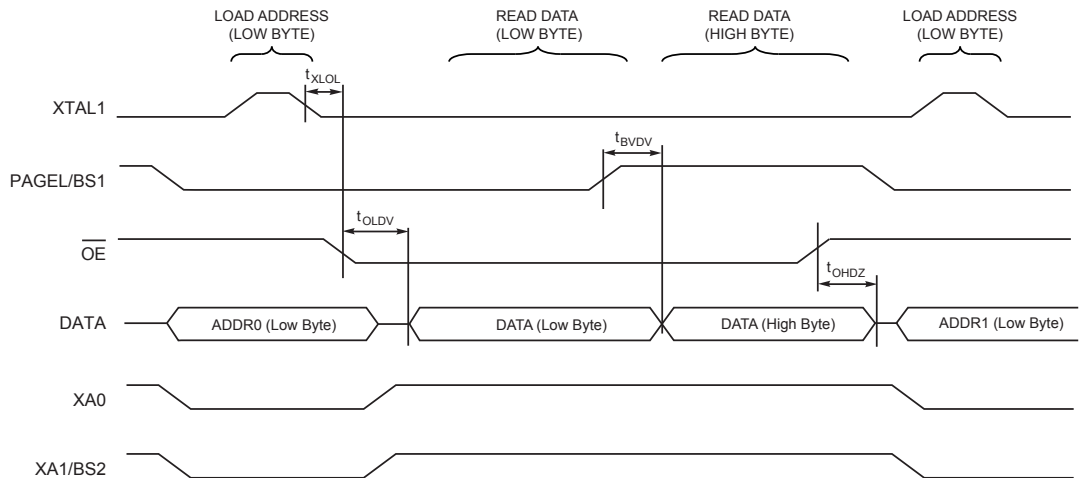 LOAD ADDRESS
(LOW BYTE)
READ DATA
(LOW BYTE)
READ DATA
(HIGH BYTE)
LOAD ADDRESS
(LOW BYTE)
tXLOL
XTAL1
tBVDV
PAGEL/BS1
tOLDV
OE
tOHDZ
DATA
ADDR0 (Low Byte)
DATA (Low Byte)
DATA (High Byte)
ADDR1 (Low Byte)
XA0
XA1/BS2